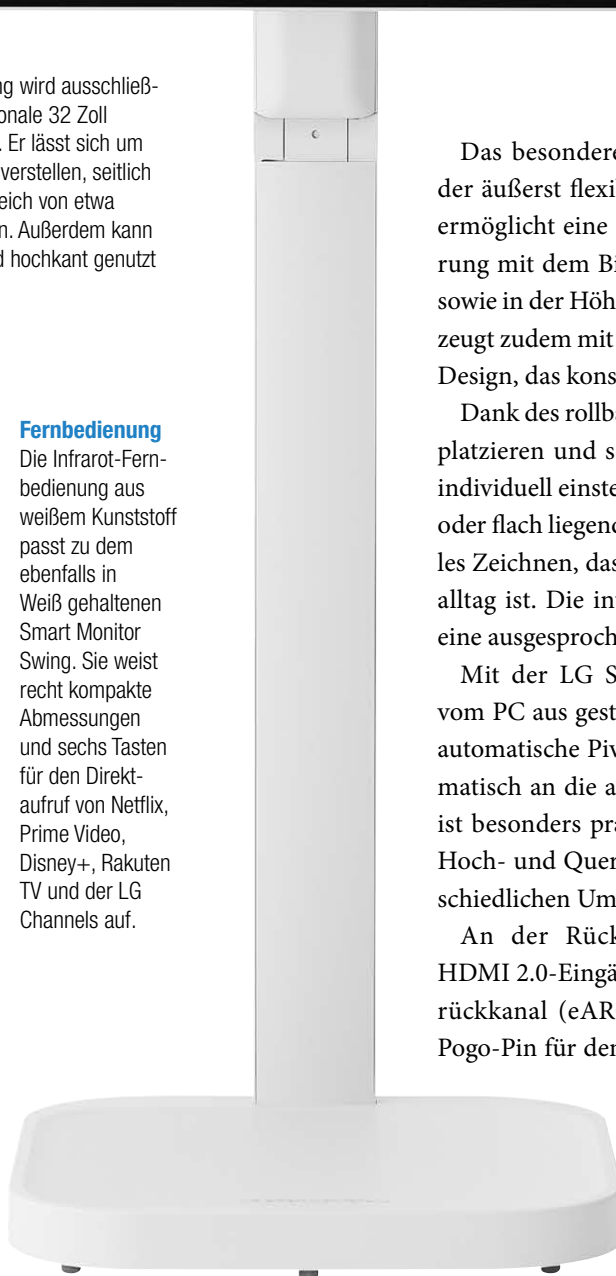 ng wird ausschließ-
onale 32 Zoll
. Er lässt sich um
verstellen, seitlich
eich von etwa
n. Außerdem kann
d hochkant genutzt
Fernbedienung
Die Infrarot-Fern-
bedienung aus
weißem Kunststoff
passt zu dem
ebenfalls in
Weiß gehaltenen
Smart Monitor
Swing. Sie weist
recht kompakte
Abmessungen
und sechs Tasten
für den Direkt-
aufruf von Netflix,
Prime Video,
Disney+, Rakuten
TV und der LG
Channels auf.
Das besondere
der äußerst flexi
ermöglicht eine
rung mit dem Bi
sowie in der Höh
zeugt zudem mit
Design, das kons
Dank des rollba
platzieren und s
individuell einste
oder flach liegend
les Zeichnen, das
alltag ist. Die in
eine ausgesproch
Mit der LG S
vom PC aus gest
automatische Piv
matisch an die a
ist besonders pra
Hoch- und Quer
schiedlichen Um
An der Rück
HDMI 2.0-Eingä
rückkanal (eAR
Pogo-Pin für den